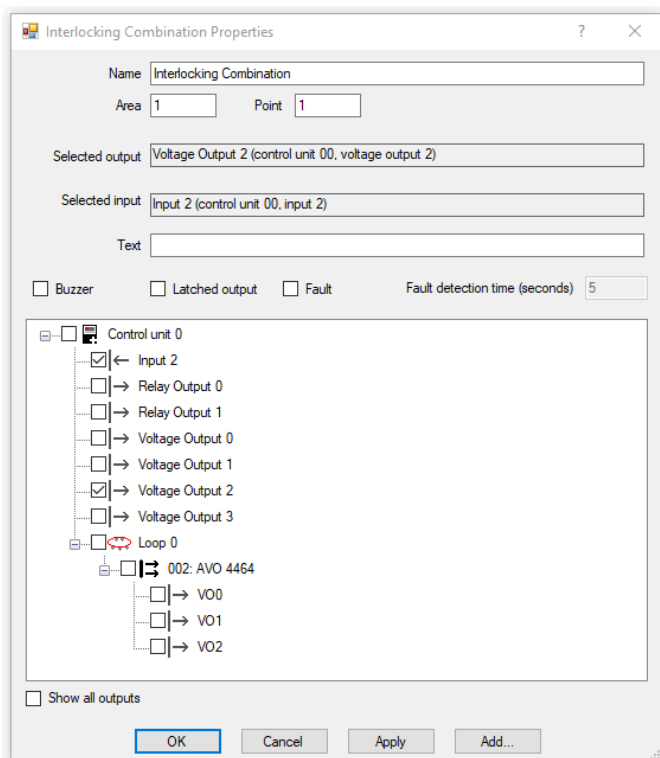 Interlocking Combination Properties ?
Name Interlocking Combination
Area 1 Point 1
Selected output Voltage Output 2 (control unit 00, voltage output 2)
Selected input Input 2 (control unit 00, input 2)
Text
Buzzer Latched output Fault Fault detection time (seconds) 5
Control unit 0
Input 2
Relay Output 0
Relay Output 1
Voltage Output 0
Voltage Output 1
Voltage Output 2
Voltage Output 3
Loop 0
002: AVO 4464
VO0
VO1
VO2
Show all outputs
OK Cancel Apply Add...